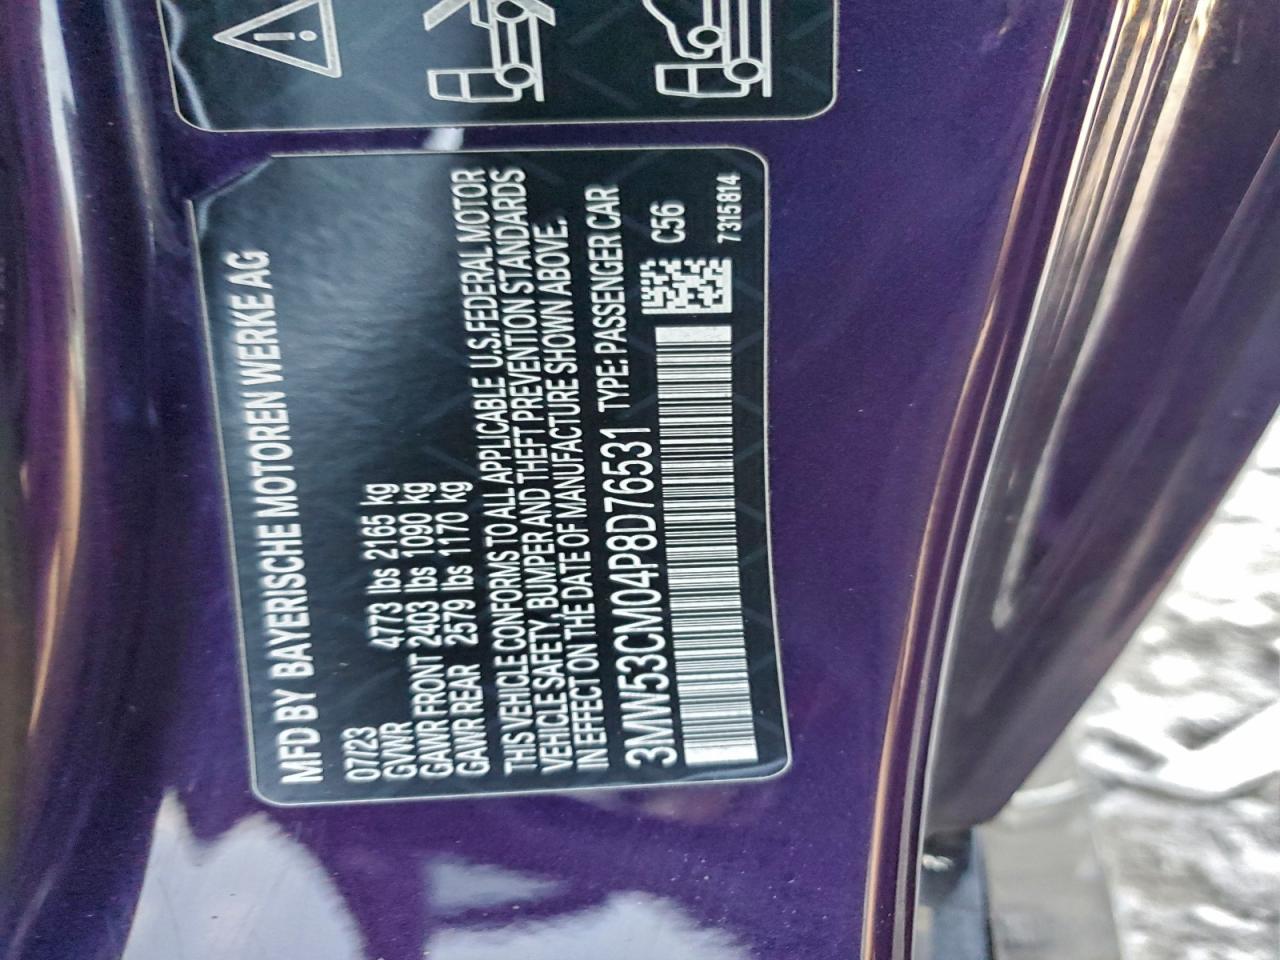 MFD BY BAYERISCHE MOTOREN WERKE AG
07/23
GVWR 4773 lbs 2165 kg
GAWR FRONT 2403 lbs 1090 kg
GAWR REAR 2579 lbs 1170 kg
THIS VEHICLE CONFORMS TO ALL APPLICABLE U.S.FEDERAL MOTOR
VEHICLE SAFETY, BUMPER AND THEFT PREVENTION STANDARDS
IN EFFECT ON THE DATE OF MANUFACTURE SHOWN ABOVE.
3MW53CM04P8D76531 TYPE: PASSENGER CAR
C56
7315814